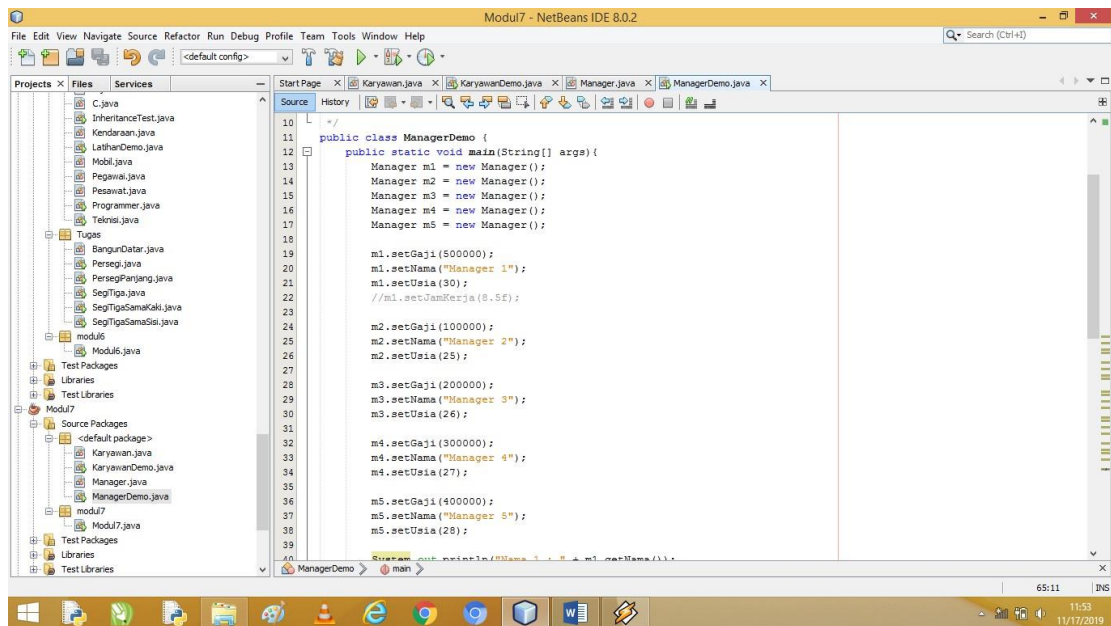 Modul7 - NetBeans IDE 8.0.2
File Edit View Navigate Source Refactor Run Debug Profile Team Tools Window Help
Search (Ctrl+I)
<default config>
Projects Files Services
Start Page Karyawan.java KaryawanDemo.java Manager.java ManagerDemo.java
Source History
C.java
InheritanceTest.java
Kendaraan.java
LatihanDemo.java
Mobil.java
Pegawai.java
Pesawat.java
Programmer.java
Teknisi.java
Tugas
BangunDatar.java
Persegi.java
PersegiPanjang.java
SegiTiga.java
SegiTigaSamaKaki.java
SegiTigaSamaSisi.java
modul6
Modul6.java
Test Packages
Libraries
Test Libraries
Modul7
Source Packages
<default package>
Karyawan.java
KaryawanDemo.java
Manager.java
ManagerDemo.java
modul7
Modul7.java
Test Packages
Libraries
Test Libraries
10 */
11 public class ManagerDemo {
12 public static void main(String[] args){
13 Manager m1 = new Manager();
14 Manager m2 = new Manager();
15 Manager m3 = new Manager();
16 Manager m4 = new Manager();
17 Manager m5 = new Manager();
18
19 m1.setGaji(500000);
20 m1.setNama("Manager 1");
21 m1.setUsia(30);
22 //m1.setJamKerja(8.5f);
23
24 m2.setGaji(100000);
25 m2.setNama("Manager 2");
26 m2.setUsia(25);
27
28 m3.setGaji(200000);
29 m3.setNama("Manager 3");
30 m3.setUsia(26);
31
32 m4.setGaji(300000);
33 m4.setNama("Manager 4");
34 m4.setUsia(27);
35
36 m5.setGaji(400000);
37 m5.setNama("Manager 5");
38 m5.setUsia(28);
39
40 System.out.println("Nama 1 : " + m1.getNama());
ManagerDemo main
65:11 INS
11:53
11/17/2019